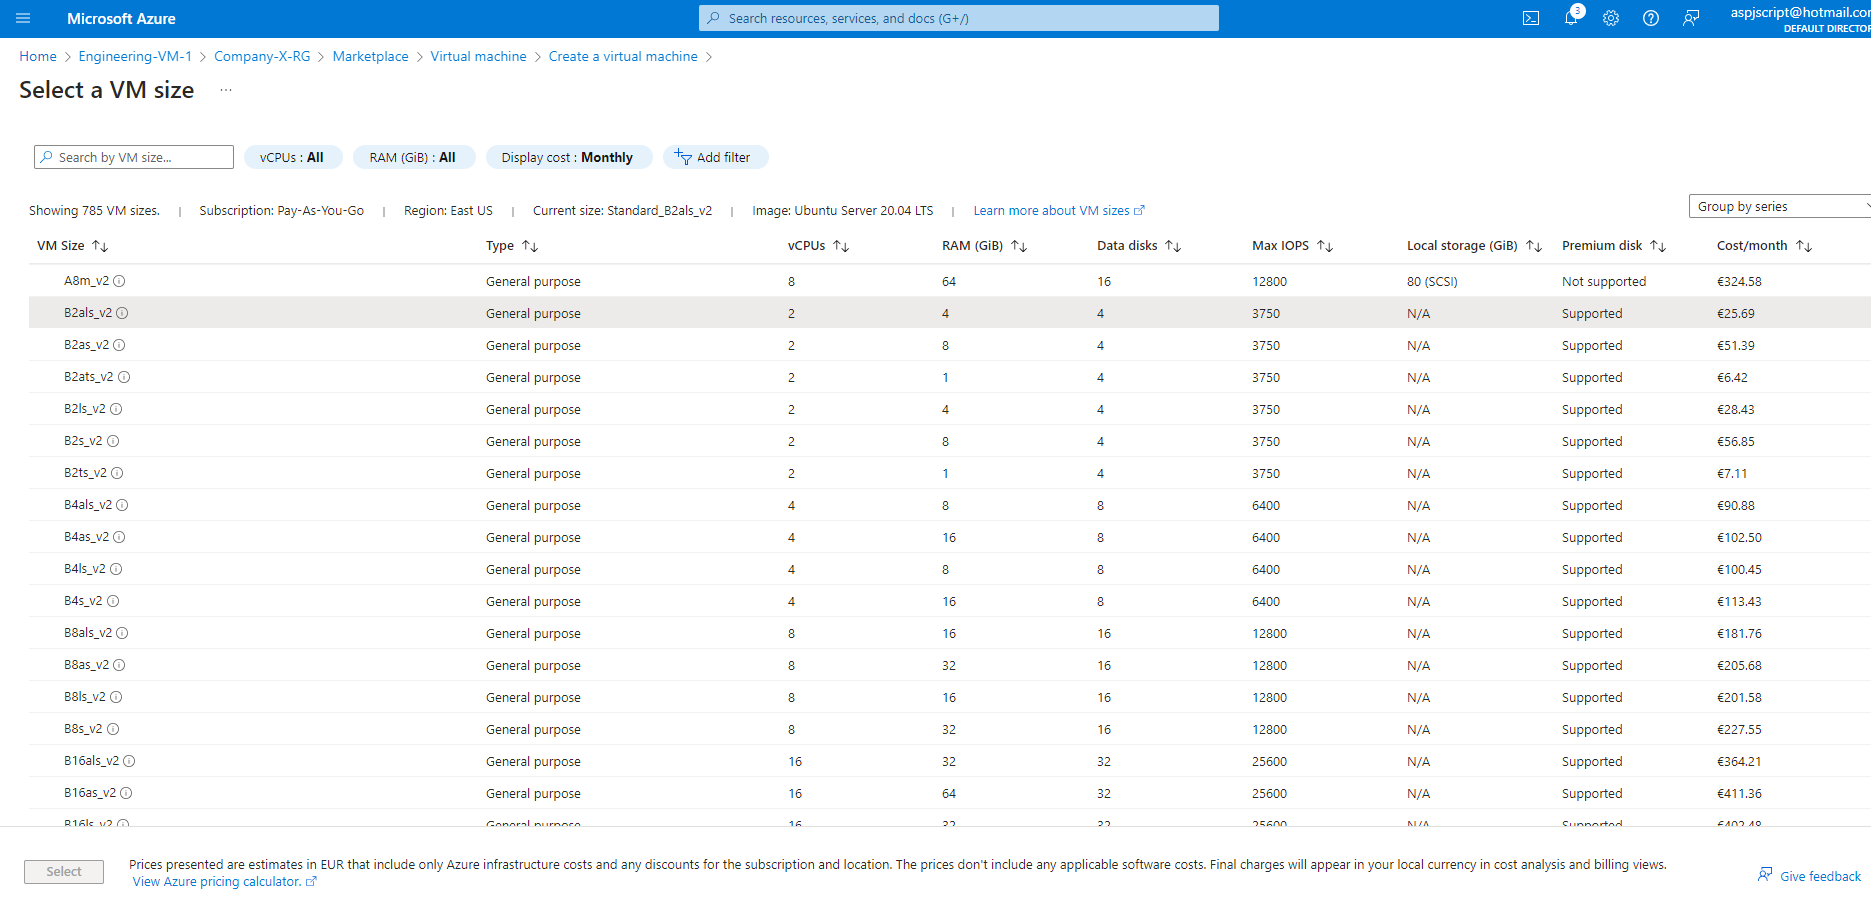 Microsoft Azure
Search resources, services, and docs (G+/)
3
aspjscript@hotmail.co
DEFAULT DIRECTOR
Home > Engineering-VM-1 > Company-X-RG > Marketplace > Virtual machine > Create a virtual machine >
Select a VM size ...
Search by VM size...
vCPUs : All
RAM (GiB) : All
Display cost : Monthly
Add filter
Showing 785 VM sizes. | Subscription: Pay-As-You-Go | Region: East US | Current size: Standard_B2als_v2 | Image: Ubuntu Server 20.04 LTS | Learn more about VM sizes
Group by series
VM Size Type vCPUs RAM (GiB) Data disks Max IOPS Local storage (GiB) Premium disk Cost/month
A8m_v2 General purpose 8 64 16 12800 80 (SCSI) Not supported €324.58
B2als_v2 General purpose 2 4 4 3750 N/A Supported €25.69
B2as_v2 General purpose 2 8 4 3750 N/A Supported €51.39
B2ats_v2 General purpose 2 1 4 3750 N/A Supported €6.42
B2ls_v2 General purpose 2 4 4 3750 N/A Supported €28.43
B2s_v2 General purpose 2 8 4 3750 N/A Supported €56.85
B2ts_v2 General purpose 2 1 4 3750 N/A Supported €7.11
B4als_v2 General purpose 4 8 8 6400 N/A Supported €90.88
B4as_v2 General purpose 4 16 8 6400 N/A Supported €102.50
B4ls_v2 General purpose 4 8 8 6400 N/A Supported €100.45
B4s_v2 General purpose 4 16 8 6400 N/A Supported €113.43
B8als_v2 General purpose 8 16 16 12800 N/A Supported €181.76
B8as_v2 General purpose 8 32 16 12800 N/A Supported €205.68
B8ls_v2 General purpose 8 16 16 12800 N/A Supported €201.58
B8s_v2 General purpose 8 32 16 12800 N/A Supported €227.55
B16als_v2 General purpose 16 32 32 25600 N/A Supported €364.21
B16as_v2 General purpose 16 64 32 25600 N/A Supported €411.36
B16ls_v2 General purpose 16 32 32 25600 N/A Supported €402.48
Select
Prices presented are estimates in EUR that include only Azure infrastructure costs and any discounts for the subscription and location. The prices don't include any applicable software costs. Final charges will appear in your local currency in cost analysis and billing views.
View Azure pricing calculator.
Give feedback